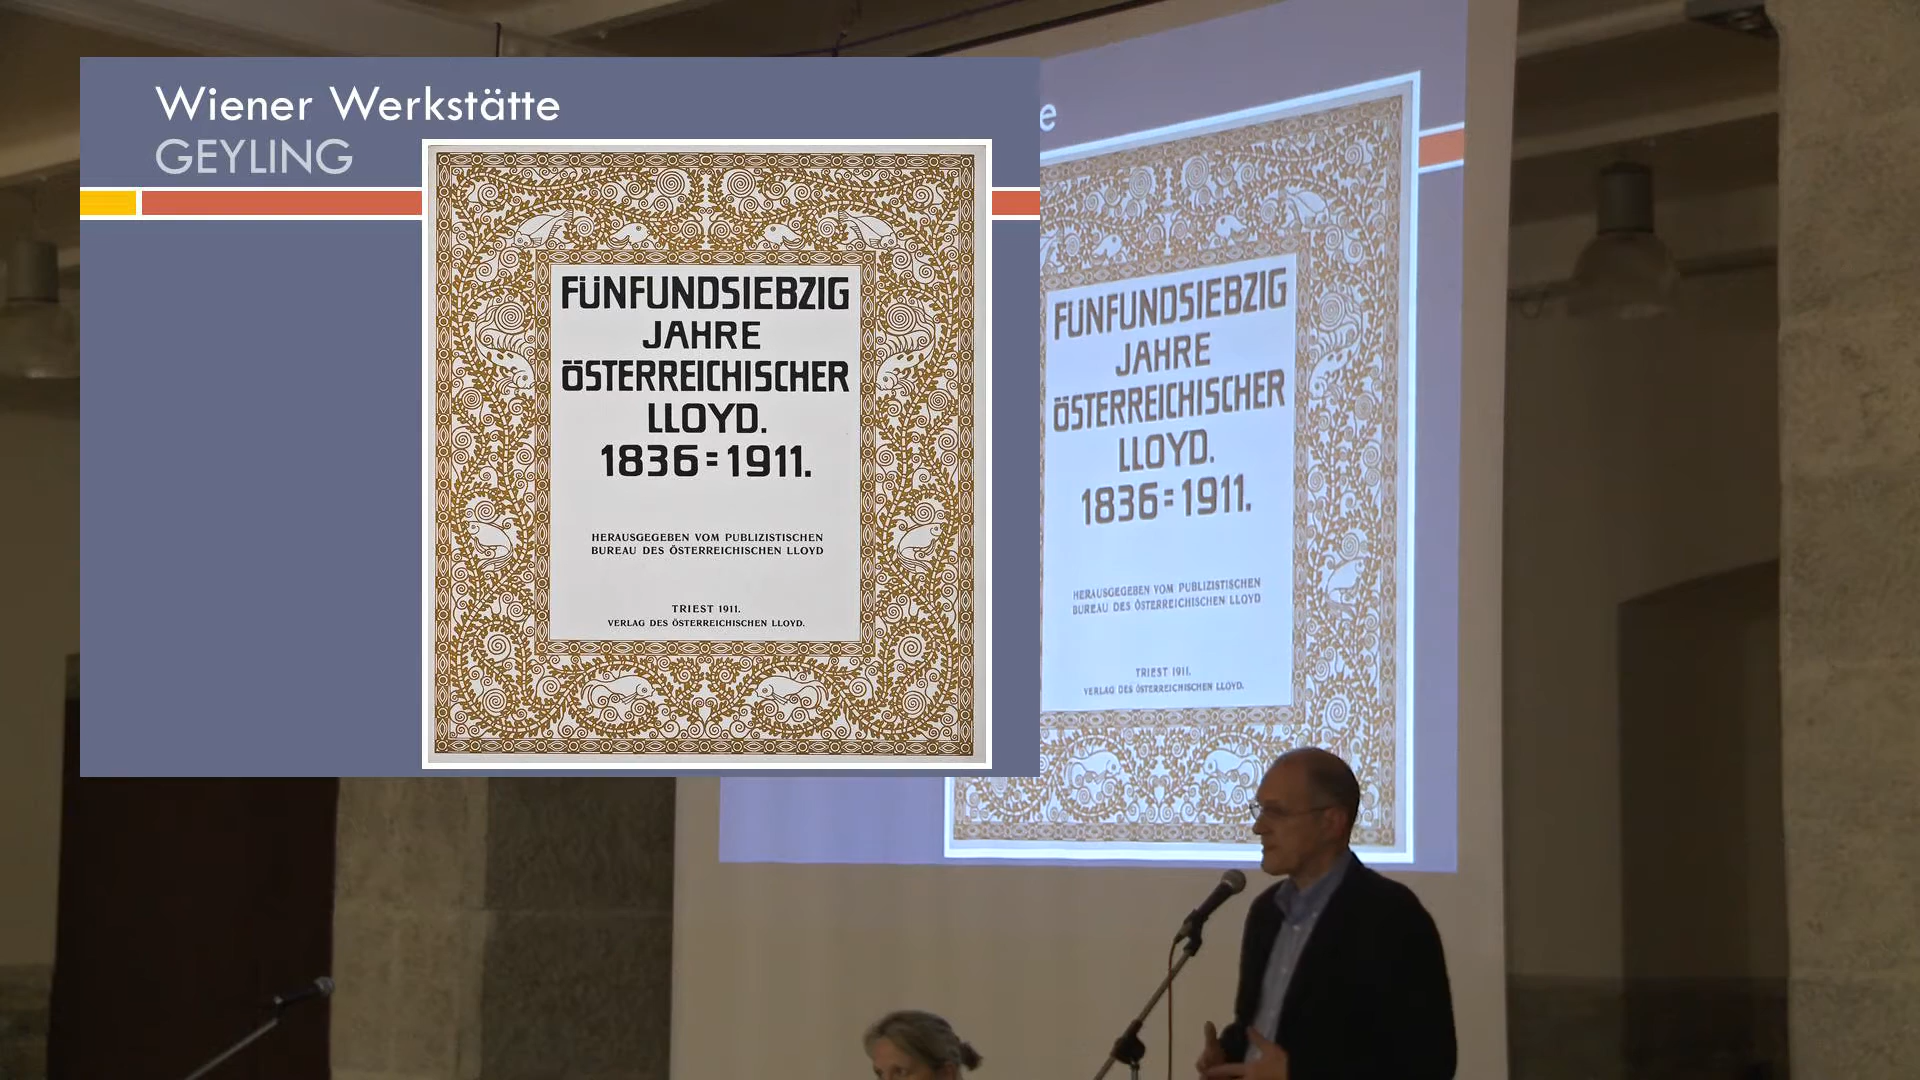 Wiener Werkstätte
GEYLING
FÜNFUNDSIEBZIG
JAHRE
ÖSTERREICHISCHER
LLOYD.
1836=1911.
HERAUSGEGEBEN VOM PUBLIZISTISCHEN
BUREAU DES ÖSTERREICHISCHEN LLOYD
TRIEST 1911.
VERLAG DES ÖSTERREICHISCHEN LLOYD.
e
FÜNFUNDSIEBZIG
JAHRE
ÖSTERREICHISCHER
LLOYD.
1836=1911.
HERAUSGEGEBEN VOM PUBLIZISTISCHEN
BUREAU DES ÖSTERREICHISCHEN LLOYD
TRIEST 1911.
VERLAG DES ÖSTERREICHISCHEN LLOYD.